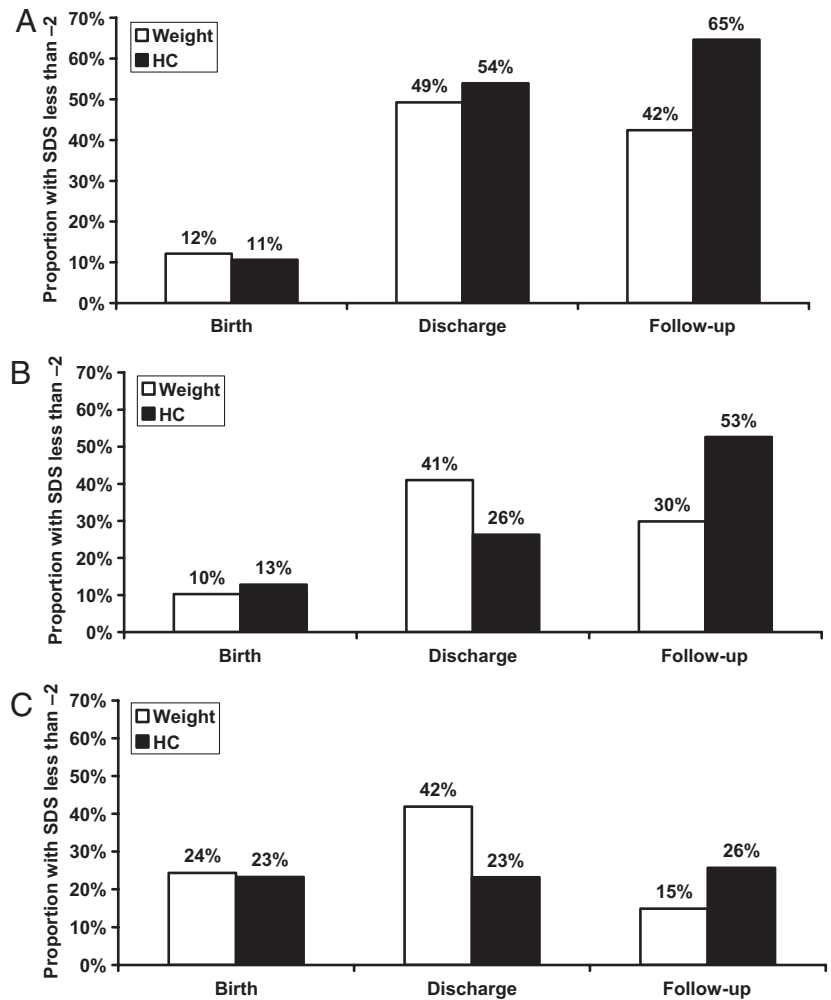 A
Proportion with SDS less than −2
70%
60%
50%
40%
30%
20%
10%
0%
Weight
HC
12%
11%
49%
54%
42%
65%
Birth
Discharge
Follow-up
B
Proportion with SDS less than −2
70%
60%
50%
40%
30%
20%
10%
0%
Weight
HC
10%
13%
41%
26%
30%
53%
Birth
Discharge
Follow-up
C
Proportion with SDS less than −2
70%
60%
50%
40%
30%
20%
10%
0%
Weight
HC
24%
23%
42%
23%
15%
26%
Birth
Discharge
Follow-up